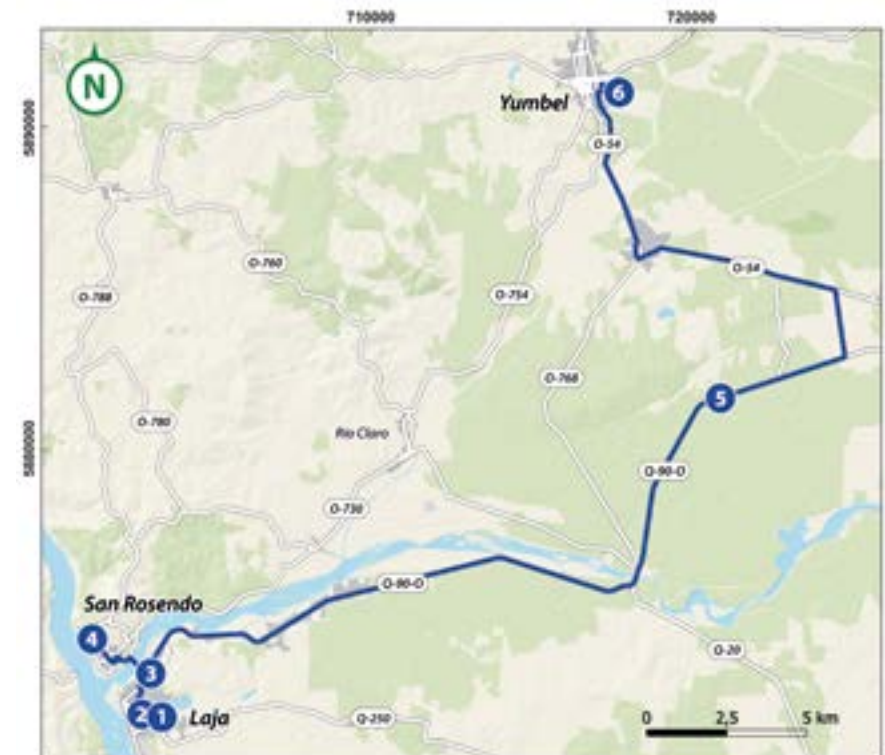 710000
720000
N
Yumbel
6
5890000
O-54
O-760
O-54
O-788
O-754
O-768
5
O-780
Río Claro
5880000
Q-90-O
O-730
Q-90-O
San Rosendo
4
3
Q-20
2
1
Laja
Q-250
0
2,5
5 km